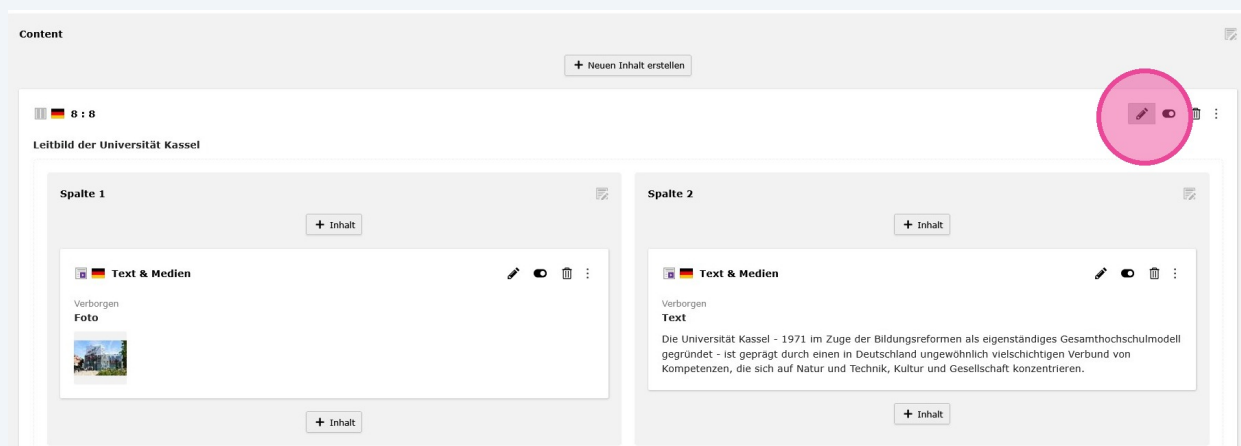 Content
+ Neuen Inhalt erstellen
8 : 8
Leitbild der Universität Kassel
Spalte 1
+ Inhalt
Text & Medien
Verborgen
Foto
+ Inhalt
Spalte 2
+ Inhalt
Text & Medien
Verborgen
Text
Die Universität Kassel - 1971 im Zuge der Bildungsreformen als eigenständiges Gesamthochschulmodell
gegründet - ist geprägt durch einen in Deutschland ungewöhnlich vielschichtigen Verbund von
Kompetenzen, die sich auf Natur und Technik, Kultur und Gesellschaft konzentrieren.
+ Inhalt